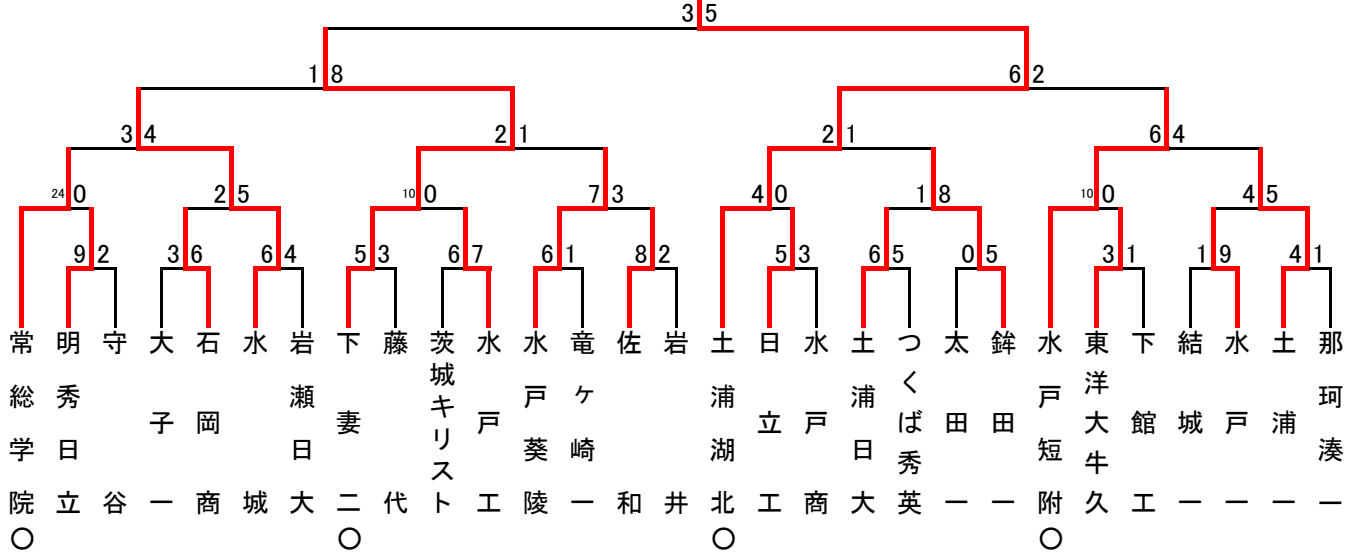 3 5
1 8 6 2
3 4 2 1 2 1 6 4
24 0 2 5 10 0 7 3 4 0 1 8 10 0 4 5
9 2 3 6 6 4 5 3 6 7 6 1 8 2 5 3 6 5 0 5 3 1 1 9 4 1
常総学院○
明秀日立
守谷
大子一
石岡商
水城
岩瀬日大
下妻二○
藤代
茨城キリスト
水戸工
水戸葵陵
竜ヶ崎一
佐和
岩井
土浦湖北○
日立工
水戸商
土浦日大
つくば秀英
太田一
鉾田一
水戸短附○
東洋大牛久
下館工
結城一
水戸一
土浦一
那珂湊一